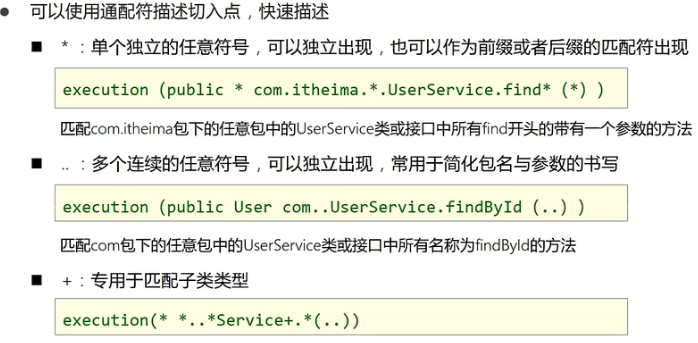 ● 可以使用通配符描述切入点，快速描述
■ * ：单个独立的任意符号，可以独立出现，也可以作为前缀或者后缀的匹配符出现
execution (public * com.itheima.*.UserService.find* (*) )
匹配com.itheima包下的任意包中的UserService类或接口中所有find开头的带有一个参数的方法
■ .. ：多个连续的任意符号，可以独立出现，常用于简化包名与参数的书写
execution (public User com..UserService.findById (..) )
匹配com包下的任意包中的UserService类或接口中所有名称为findById的方法
■ +：专用于匹配子类类型
execution(* *..*Service+.*(..))